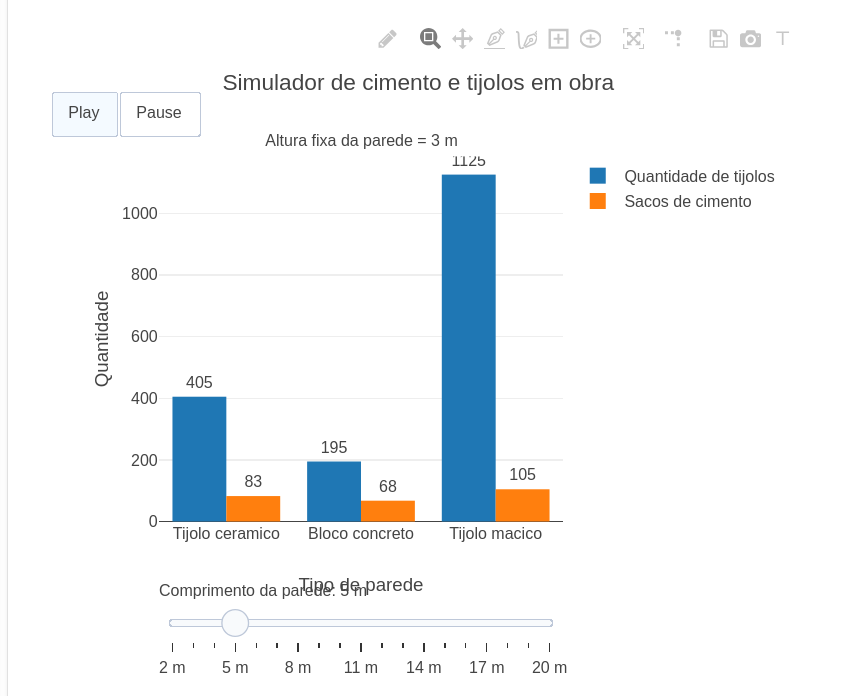 T
Simulador de cimento e tijolos em obra
Play
Pause
Altura fixa da parede = 3 m
1125
Quantidade de tijolos
Sacos de cimento
1000
800
600
400
200
0
Quantidade
405
83
195
68
105
Tijolo ceramico
Bloco concreto
Tijolo macico
Tipo de parede
Comprimento da parede: 5 m
2 m
5 m
8 m
11 m
14 m
17 m
20 m